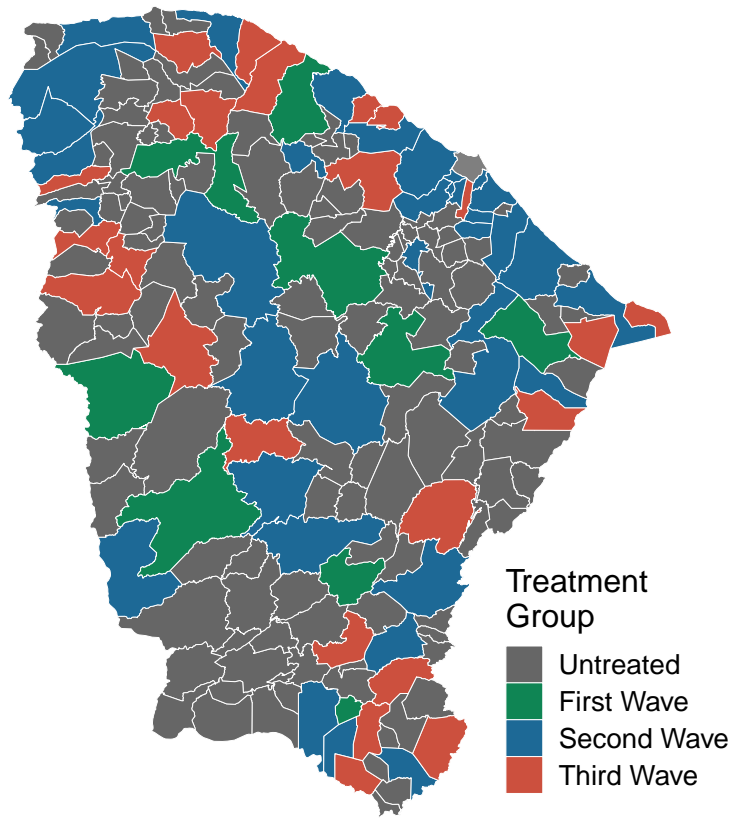 Treatment
Group
Untreated
First Wave
Second Wave
Third Wave